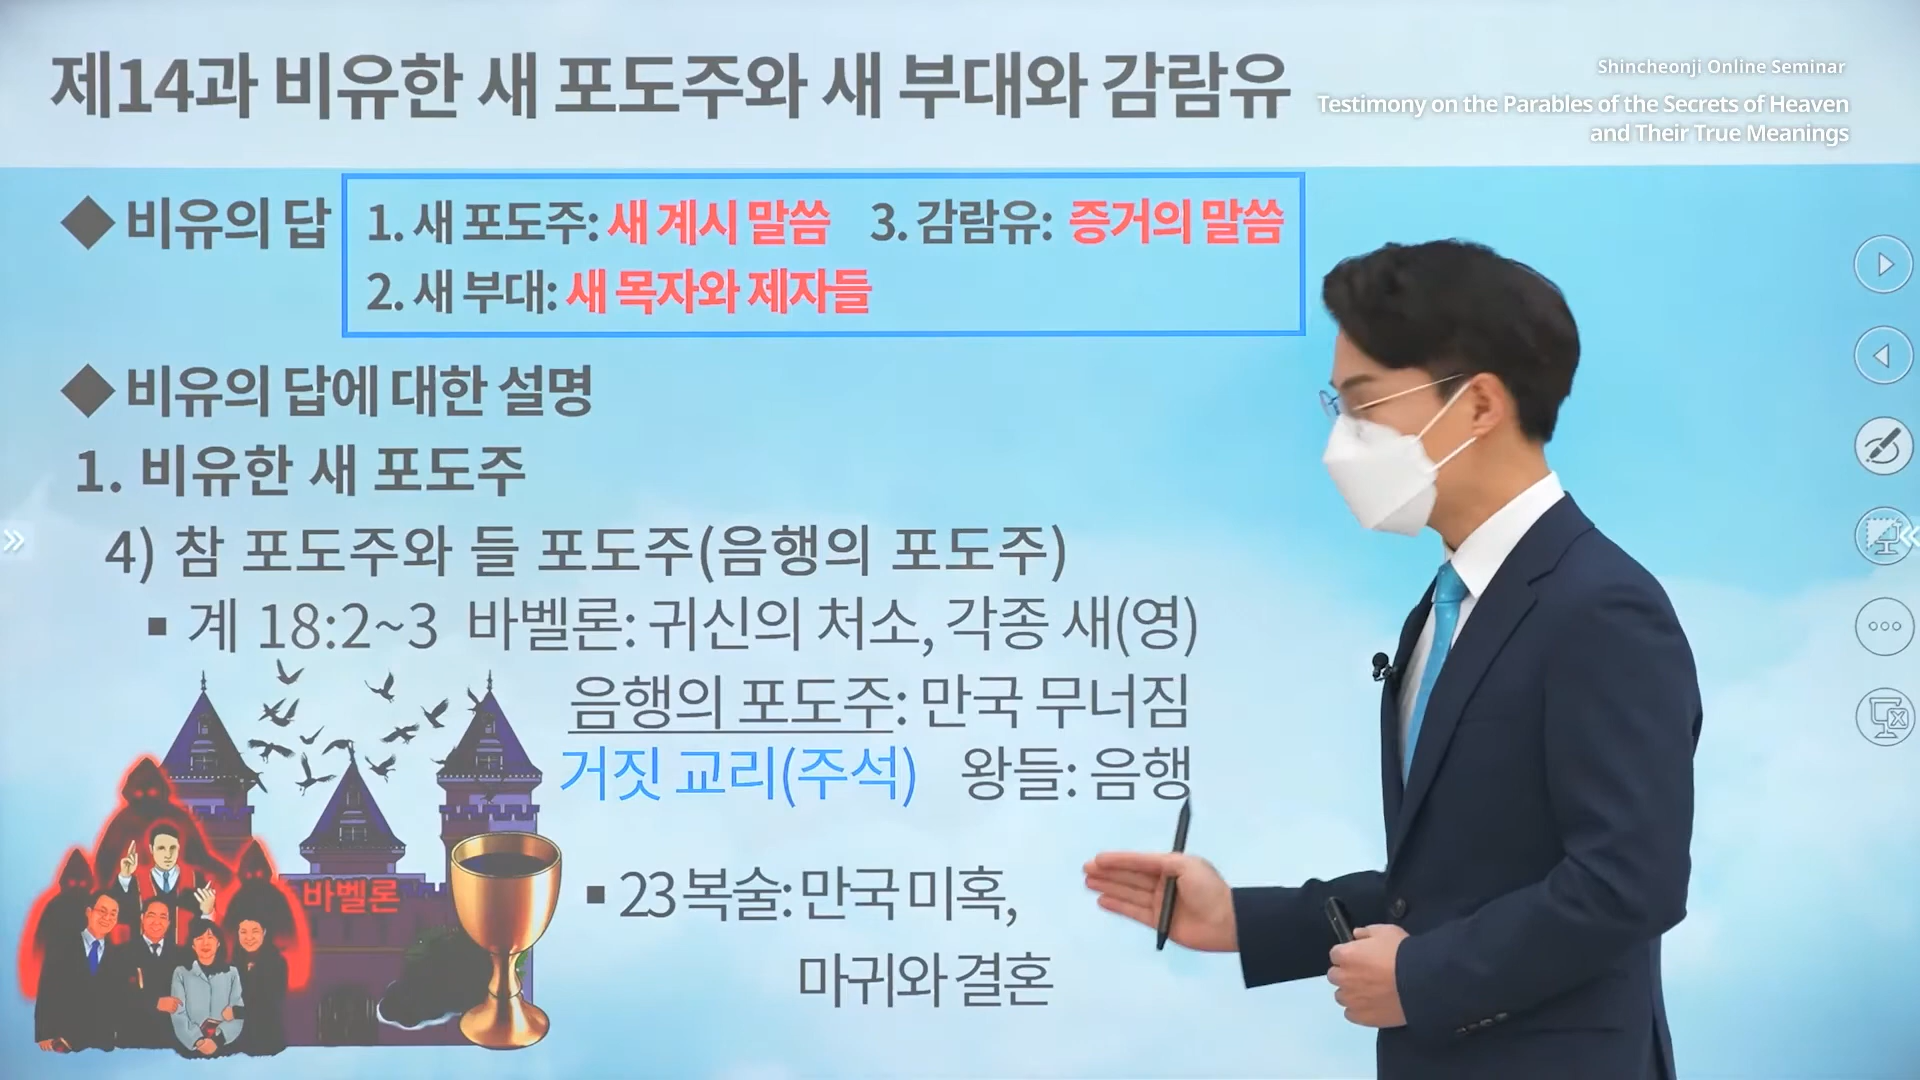 제14과 비유한 새 포도주와 새 부대와 감람유
Shincheonji Online Seminar
Testimony on the Parables of the Secrets of Heaven
and Their True Meanings
◆ 비유의 답
1. 새 포도주: 새 계시 말씀 3. 감람유: 증거의 말씀
2. 새 부대: 새 목자와 제자들
◆ 비유의 답에 대한 설명
1. 비유한 새 포도주
4) 참 포도주와 들 포도주(음행의 포도주)
▪ 계 18:2~3 바벨론: 귀신의 처소, 각종 새(영)
음행의 포도주: 만국 무너짐
거짓 교리(주석) 왕들: 음행
바벨론
▪ 23 복술: 만국 미혹,
마귀와 결혼